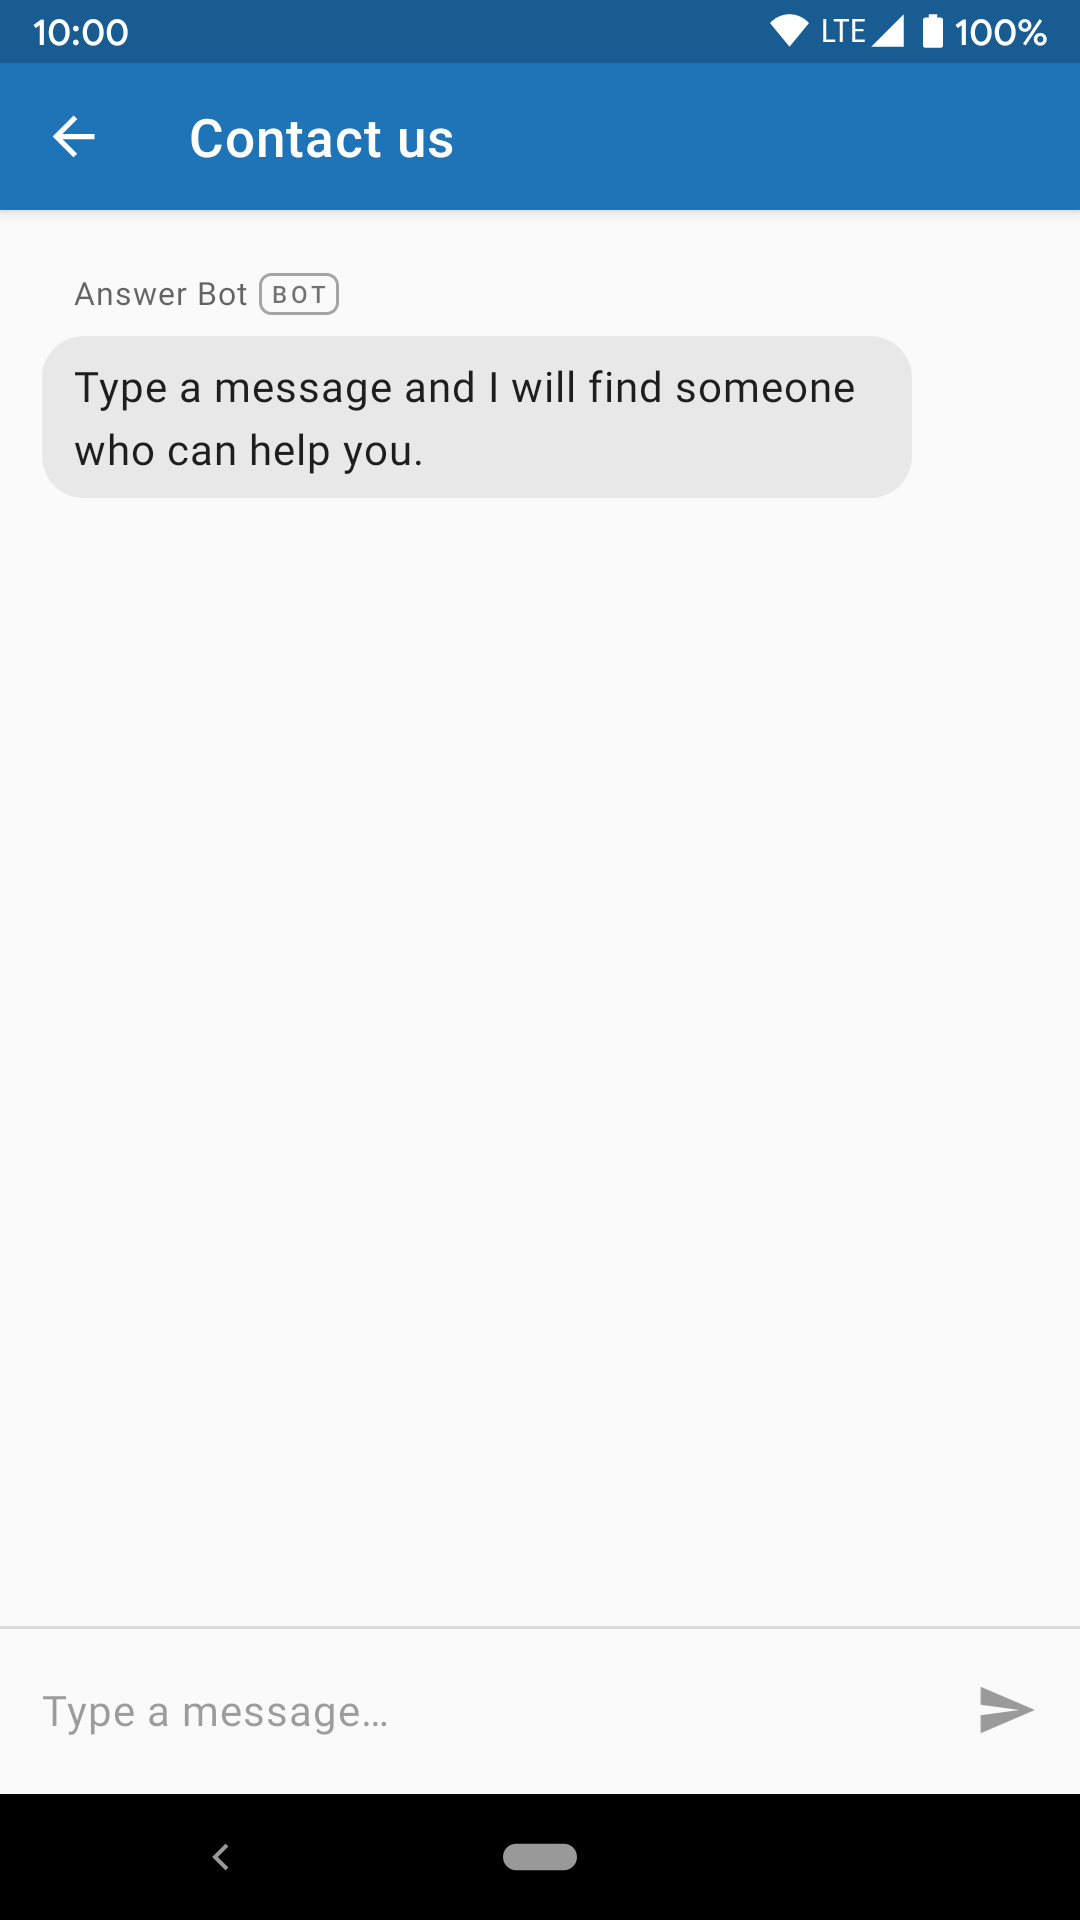 10:00 LTE 100%
Contact us
Answer Bot BOT
Type a message and I will find someone
who can help you.
Type a message…